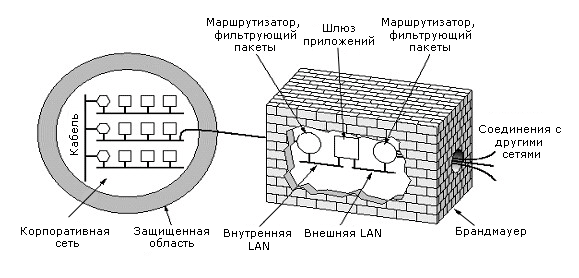 Маршрутизатор,
фильтрующий
пакеты
Шлюз
приложений
Маршрутизатор,
фильтрующий
пакеты
Кабель
Соединения с
другими
сетями
Корпоративная
сеть
Защищенная
область
Внутренняя
LAN
Внешняя LAN
Брандмауер